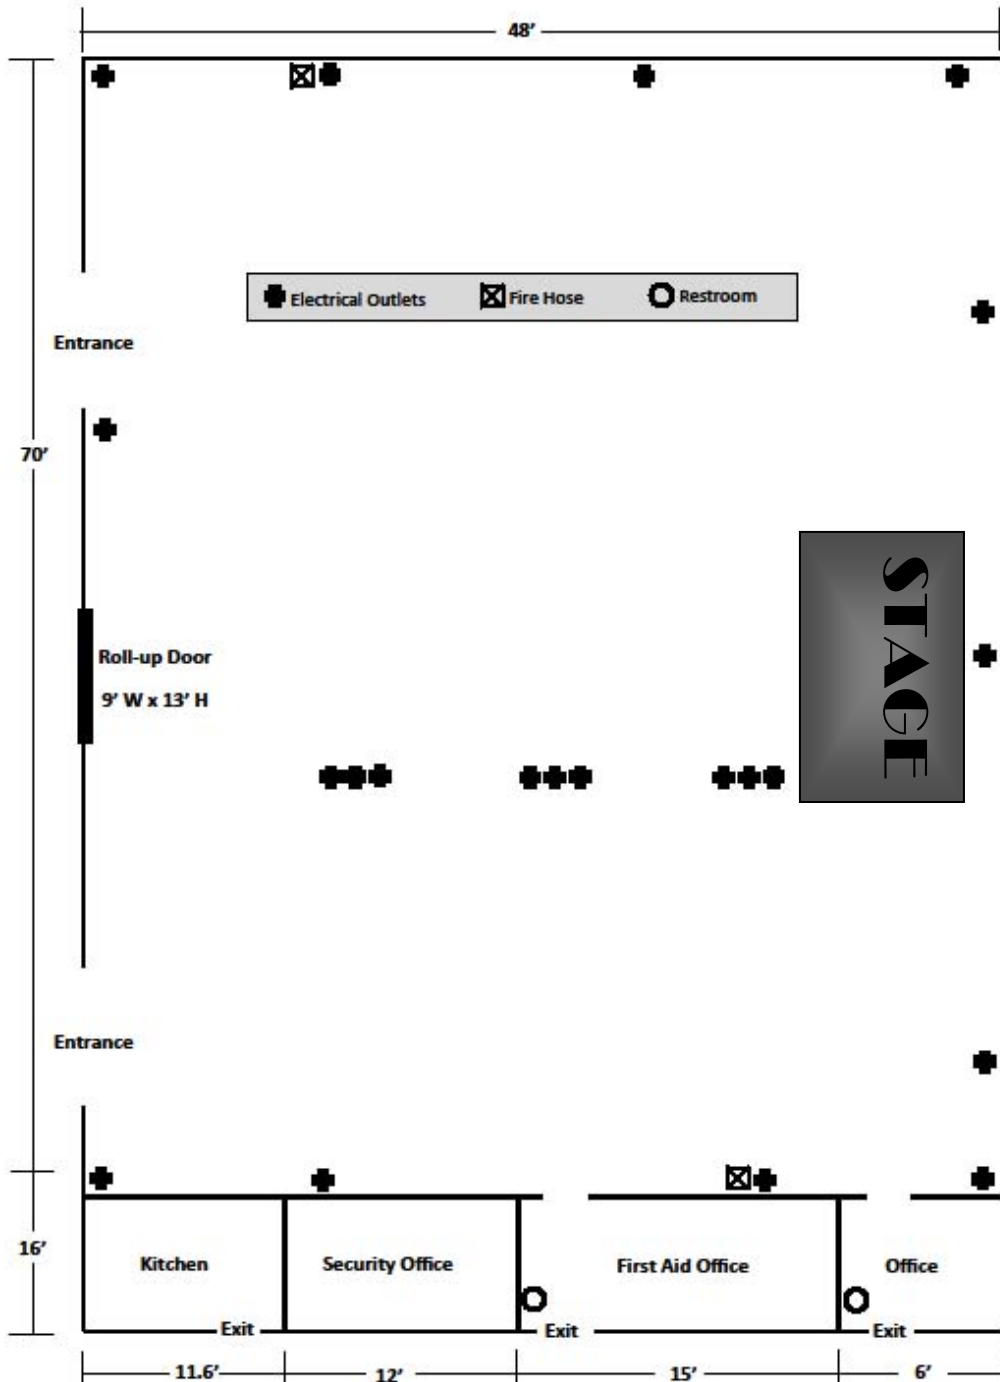 48’
Electrical Outlets
Fire Hose
Restroom
Entrance
70’
STAGE
Roll-up Door
9’ W x 13’ H
Entrance
16’
Kitchen
Security Office
First Aid Office
Office
Exit
Exit
Exit
11.6’
12’
15’
6’